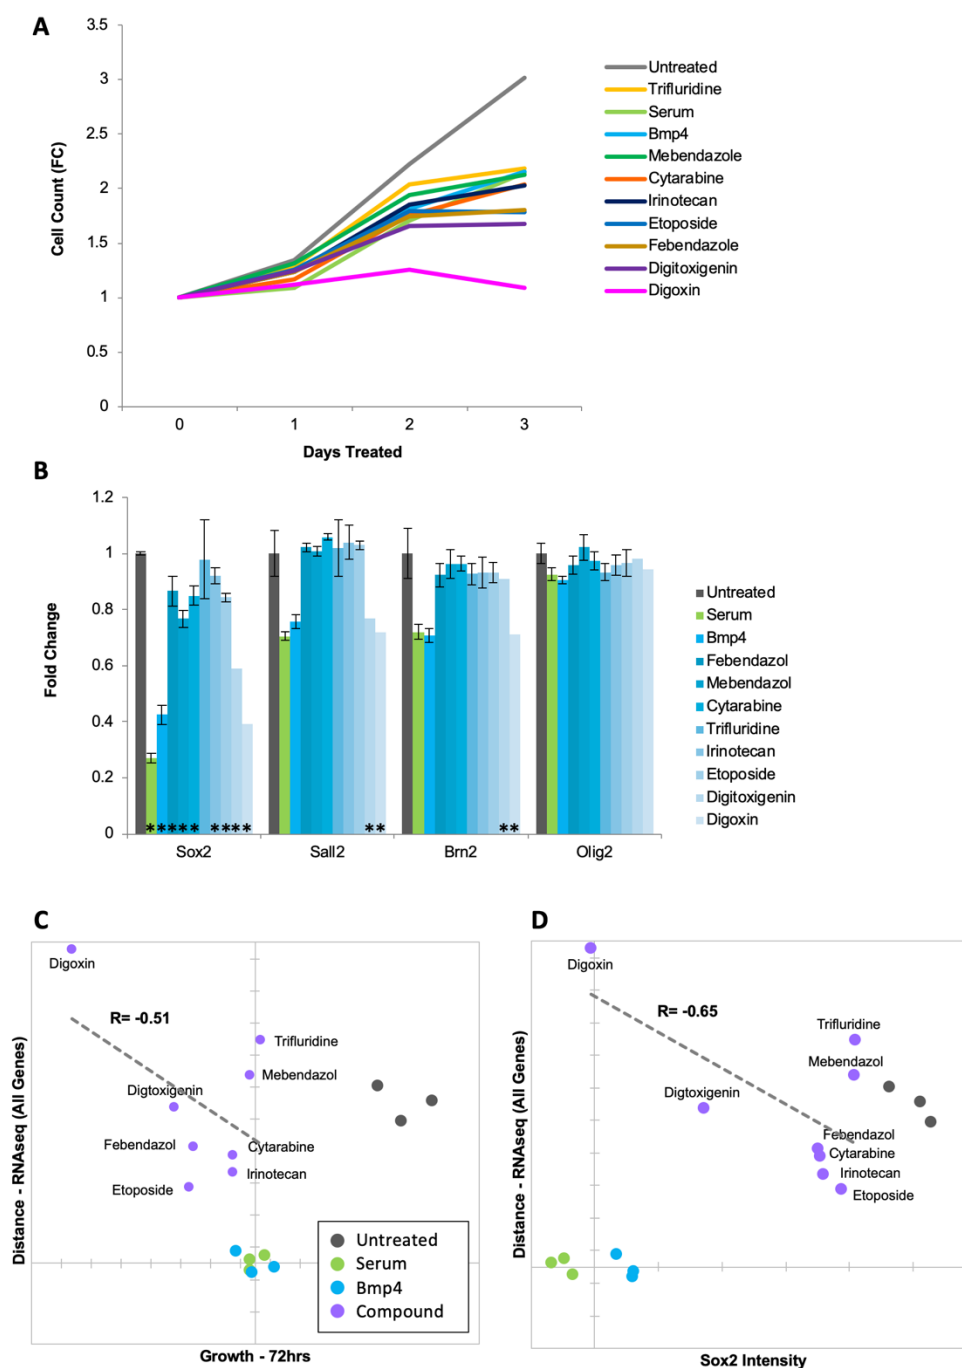 A
3.5
3
2.5
2
1.5
1
0.5
0
Cell Count (FC)
0 1 2 3
Days Treated
Untreated
Trifluridine
Serum
Bmp4
Mebendazole
Cytarabine
Irinotecan
Etoposide
Febendazole
Digitoxigenin
Digoxin
B
1.2
1
0.8
0.6
0.4
0.2
0
Fold Change
* * * * * * * * *
* *
* *
Sox2 Sall2 Brn2 Olig2
Untreated
Serum
Bmp4
Febendazol
Mebendazol
Cytarabine
Trifluridine
Irinotecan
Etoposide
Digitoxigenin
Digoxin
C
Distance - RNAseq (All Genes)
Digoxin
R= -0.51
Trifluridine
Mebendazol
Digtoxigenin
Febendazol
Cytarabine
Irinotecan
Etoposide
Untreated
Serum
Bmp4
Compound
Growth - 72hrs
D
Distance - RNAseq (All Genes)
Digoxin
R= -0.65
Trifluridine
Mebendazol
Digtoxigenin
Febendazol
Cytarabine
Irinotecan
Etoposide
Sox2 Intensity